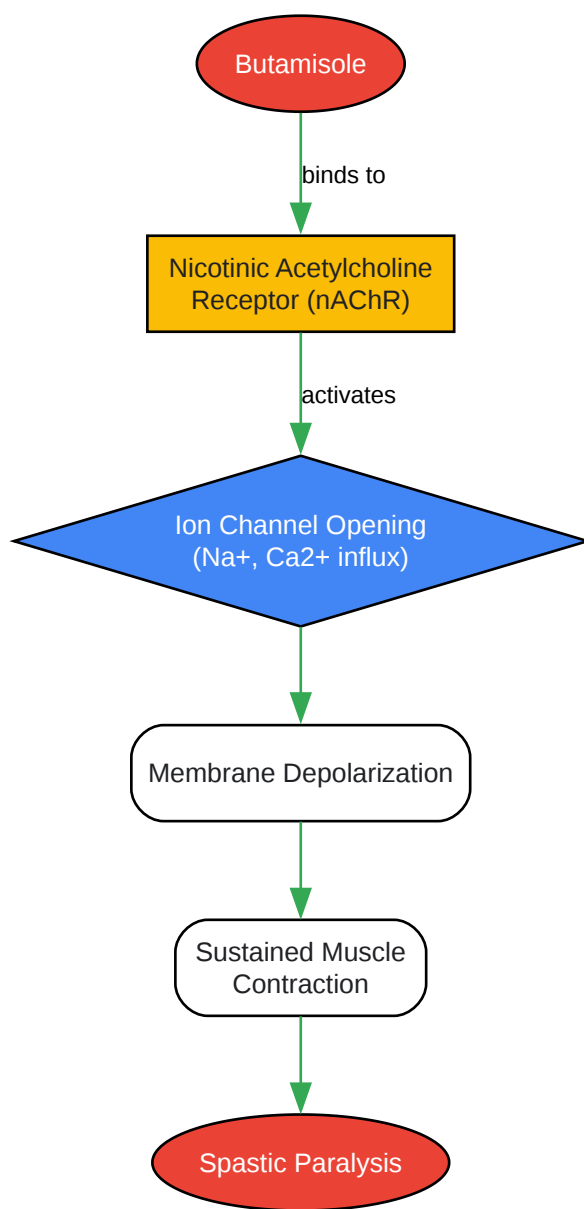 Butamisole
binds to
Nicotinic Acetylcholine
Receptor (nAChR)
activates
Ion Channel Opening
(Na+, Ca2+ influx)
Membrane Depolarization
Sustained Muscle
Contraction
Spastic Paralysis